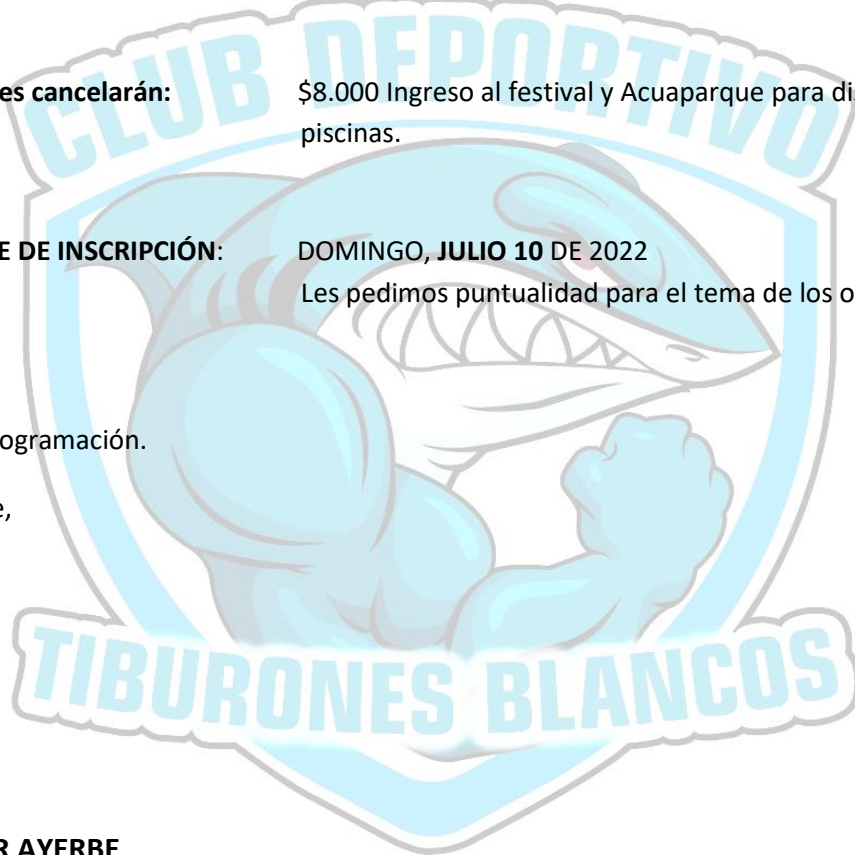 CLUB DEPORTIVO
es cancelarán: $8.000 Ingreso al festival y Acuaparque para
piscinas.
E DE INSCRIPCIÓN: DOMINGO, JULIO 10 DE 2022
Les pedimos puntualidad para el tema de los
ogramación.
e,
TIBURONES BLANCOS
R AYERBE